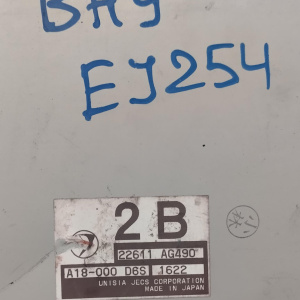 BH9
EJ254
2B
22611 AG490
A18-000 D6S 1622
UNISIA JECS CORPORATION
MADE IN JAPAN